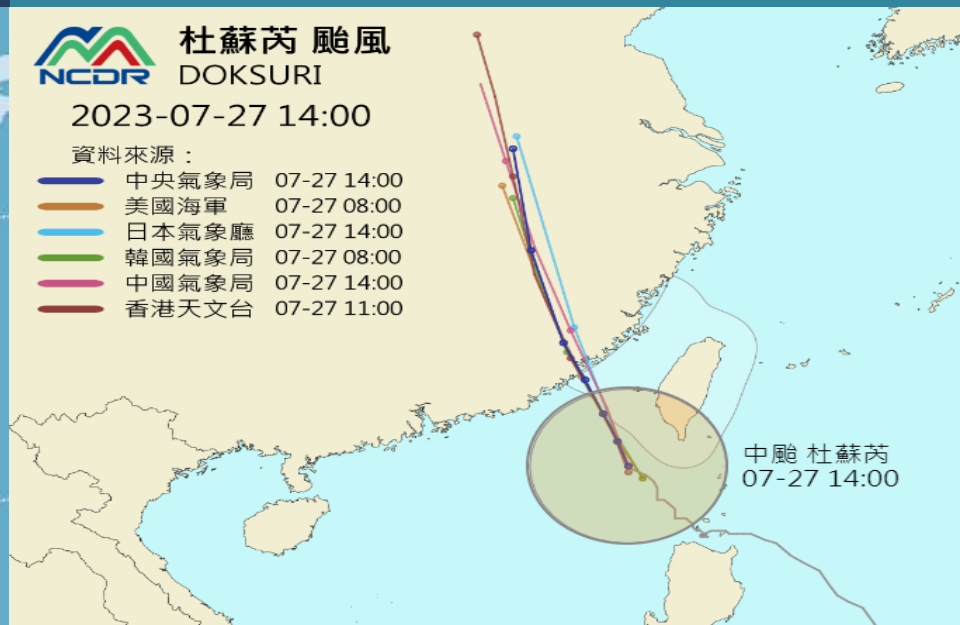 NCDR
杜蘇芮 颱風
DOKSURI
2023-07-27 14:00
資料來源：
中央氣象局 07-27 14:00
美國海軍 07-27 08:00
日本氣象廳 07-27 14:00
韓國氣象局 07-27 08:00
中國氣象局 07-27 14:00
香港天文台 07-27 11:00
中颱 杜蘇芮
07-27 14:00